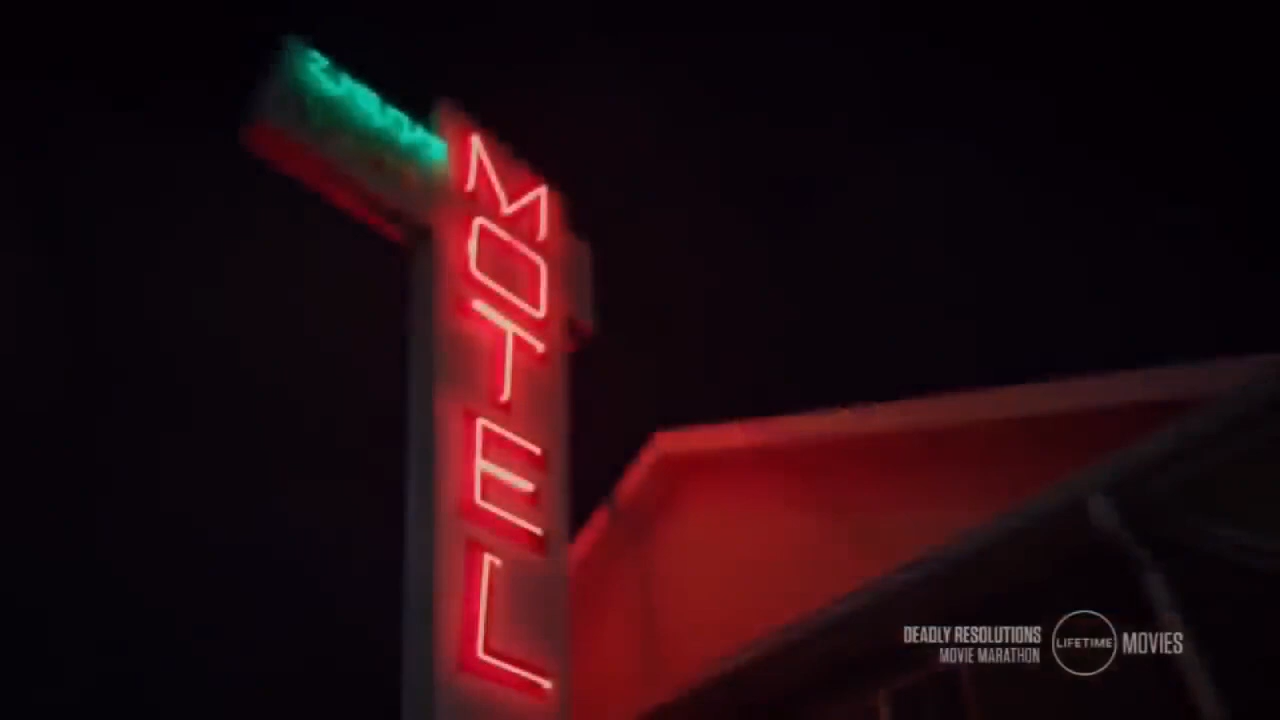 MOTEL
DEADLY RESOLUTIONS
MOVIE MARATHON
LIFETIME
MOVIES